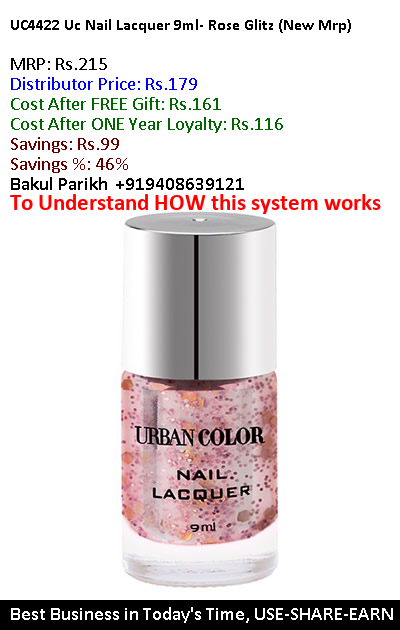 UC4422 Uc Nail Lacquer 9ml- Rose Glitz (New Mrp)
MRP: Rs.215
Distributor Price: Rs.179
Cost After FREE Gift: Rs.161
Cost After ONE Year Loyalty: Rs.116
Savings: Rs.99
Savings %: 46%
Bakul Parikh +919408639121
To Understand HOW this system works
URBAN COLOR
NAIL
LACQUER
9ml
Best Business in Today's Time, USE-SHARE-EARN